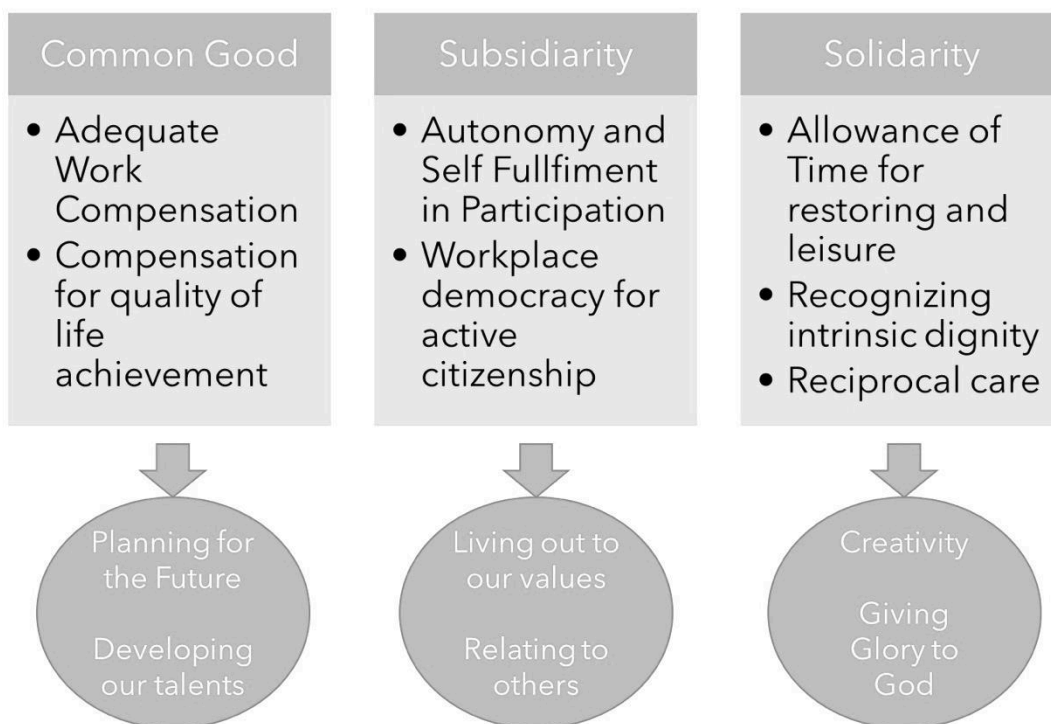 Common Good
• Adequate
Work
Compensation
• Compensation
for quality of
life
achievement
Planning for
the Future
Developing
our talents
Subsidiarity
• Autonomy and
Self Fullfiment
in Participation
• Workplace
democracy for
active
citizenship
Living out to
our values
Relating to
others
Solidarity
• Allowance of
Time for
restoring and
leisure
• Recognizing
intrinsic dignity
• Reciprocal care
Creativity
Giving
Glory to
God